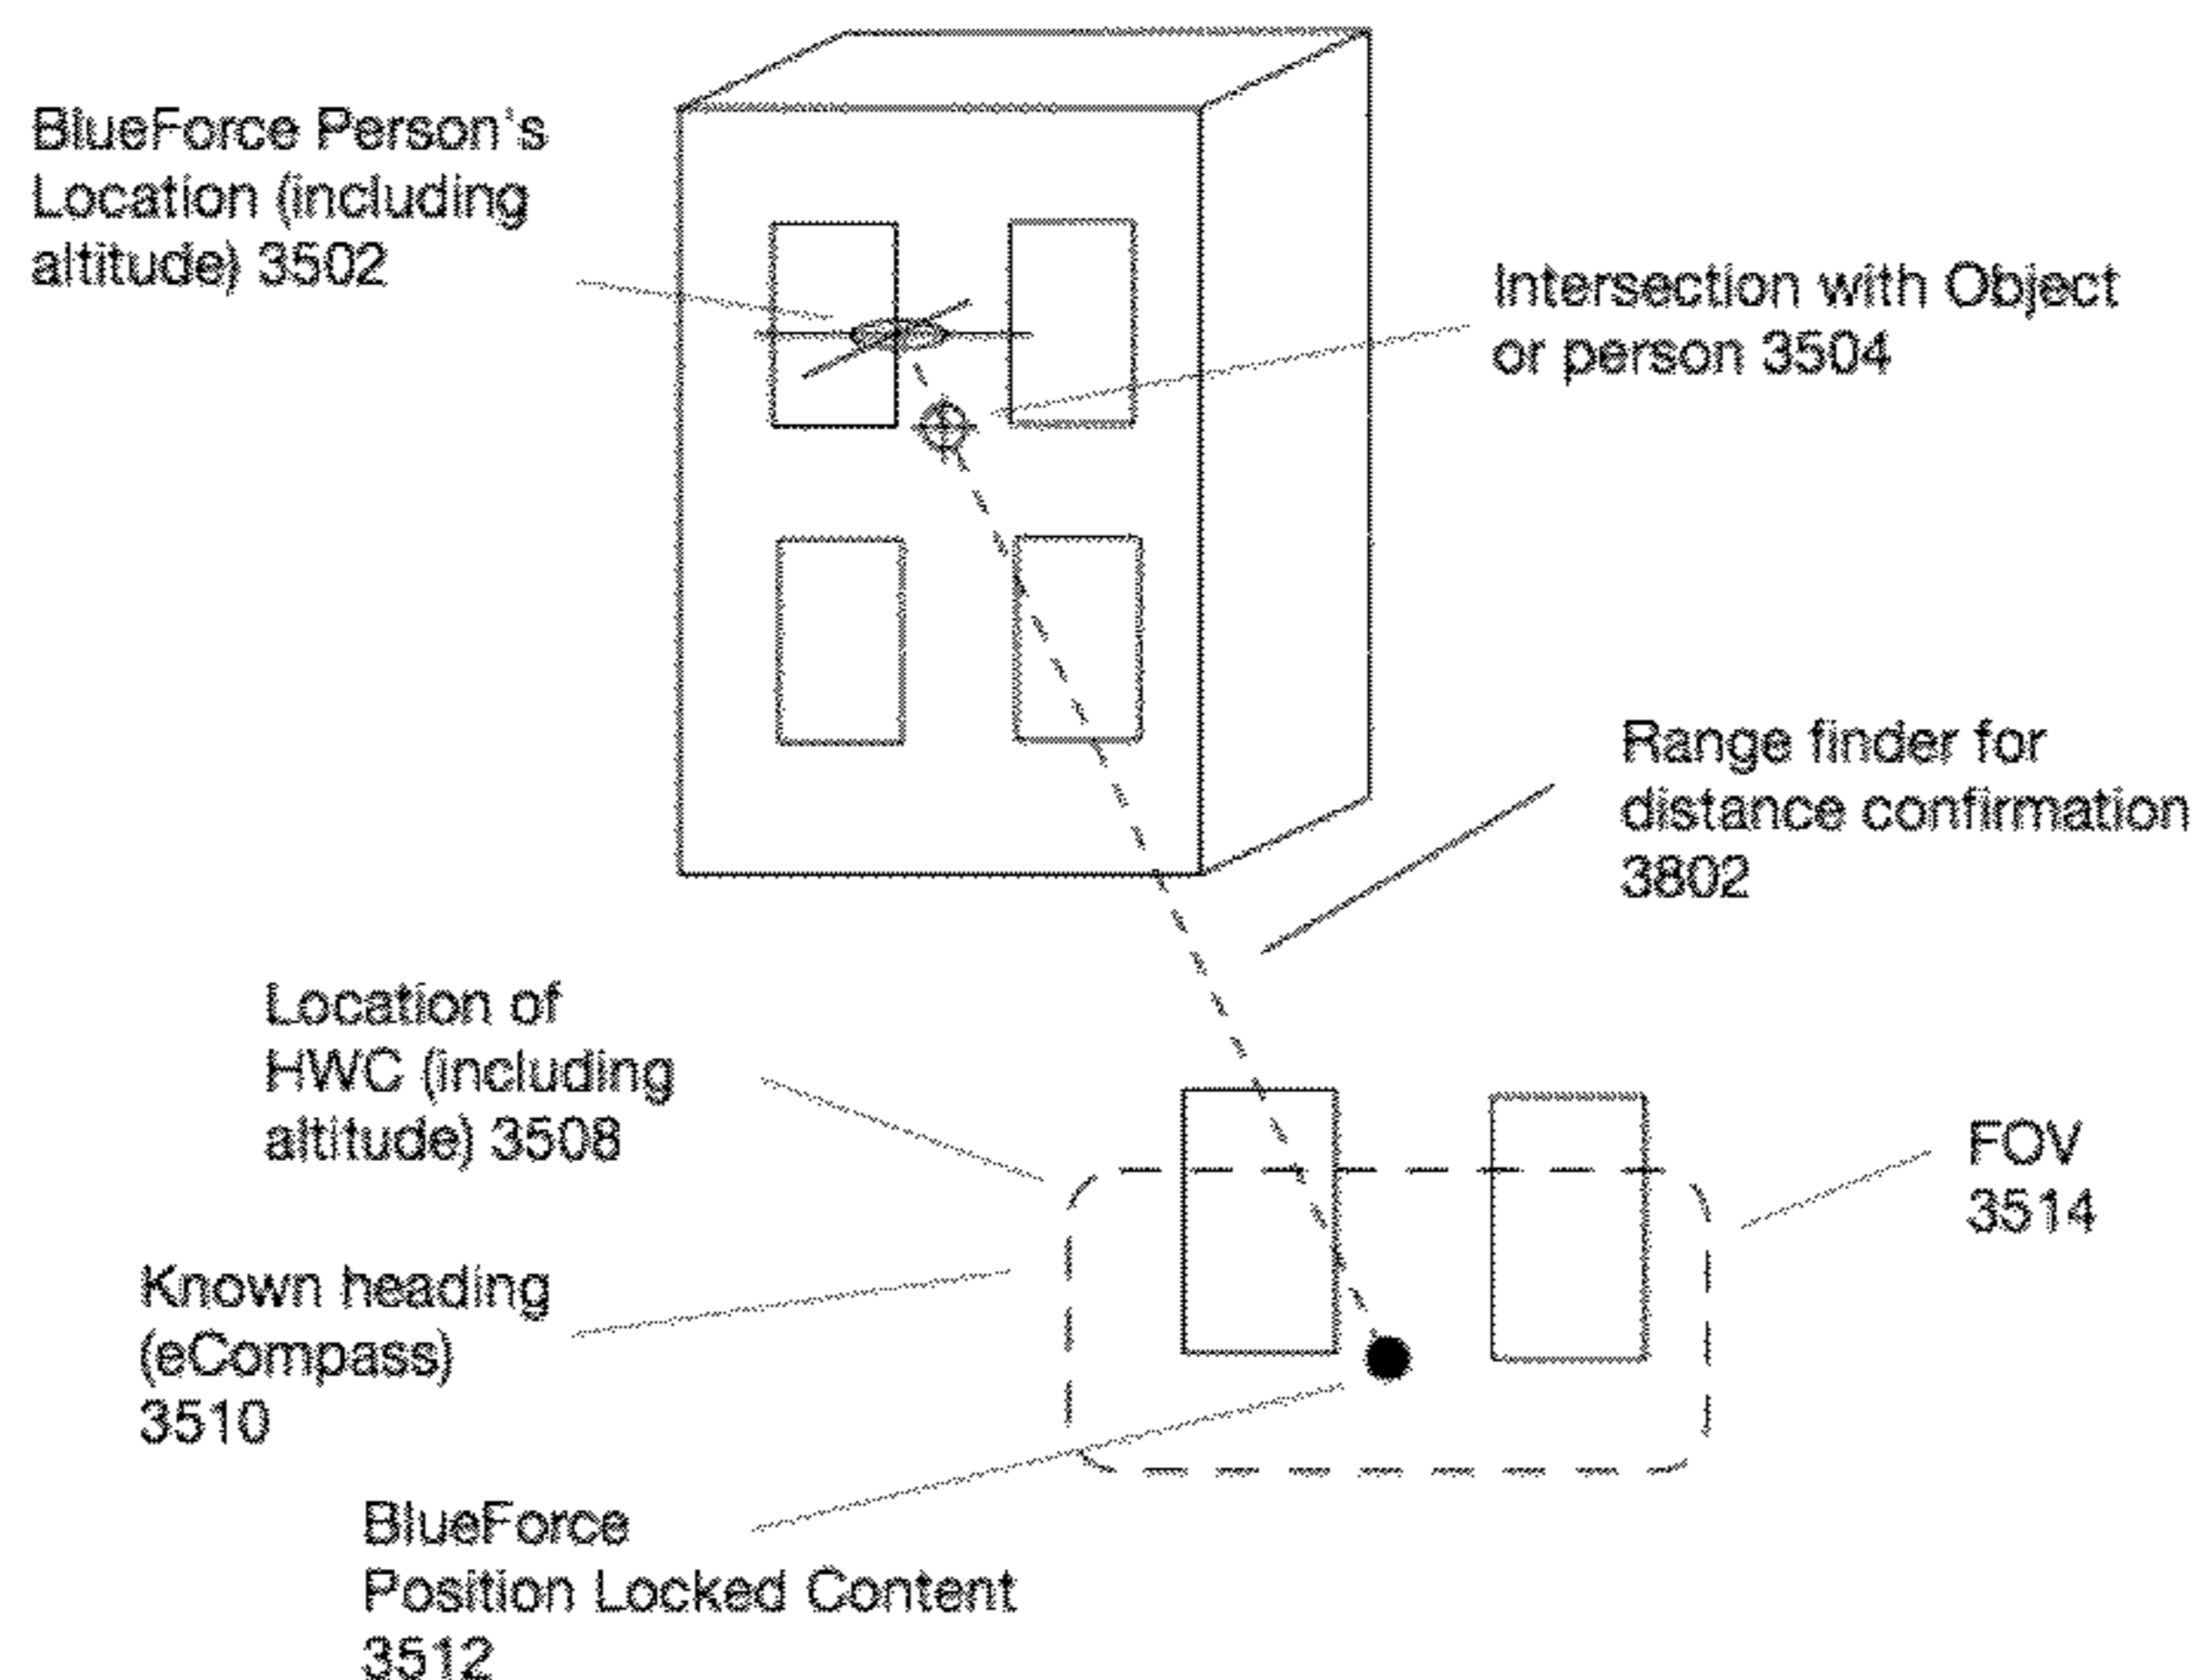 BlueForce Person's
Location (including
altitude) 3502
Intersection with Object
or person 3504
Range finder for
distance confirmation
3802
Location of
HWC (including
altitude) 3508
FOV
3514
Known heading
(eCompass)
3510
BlueForce
Position Locked Content
3512